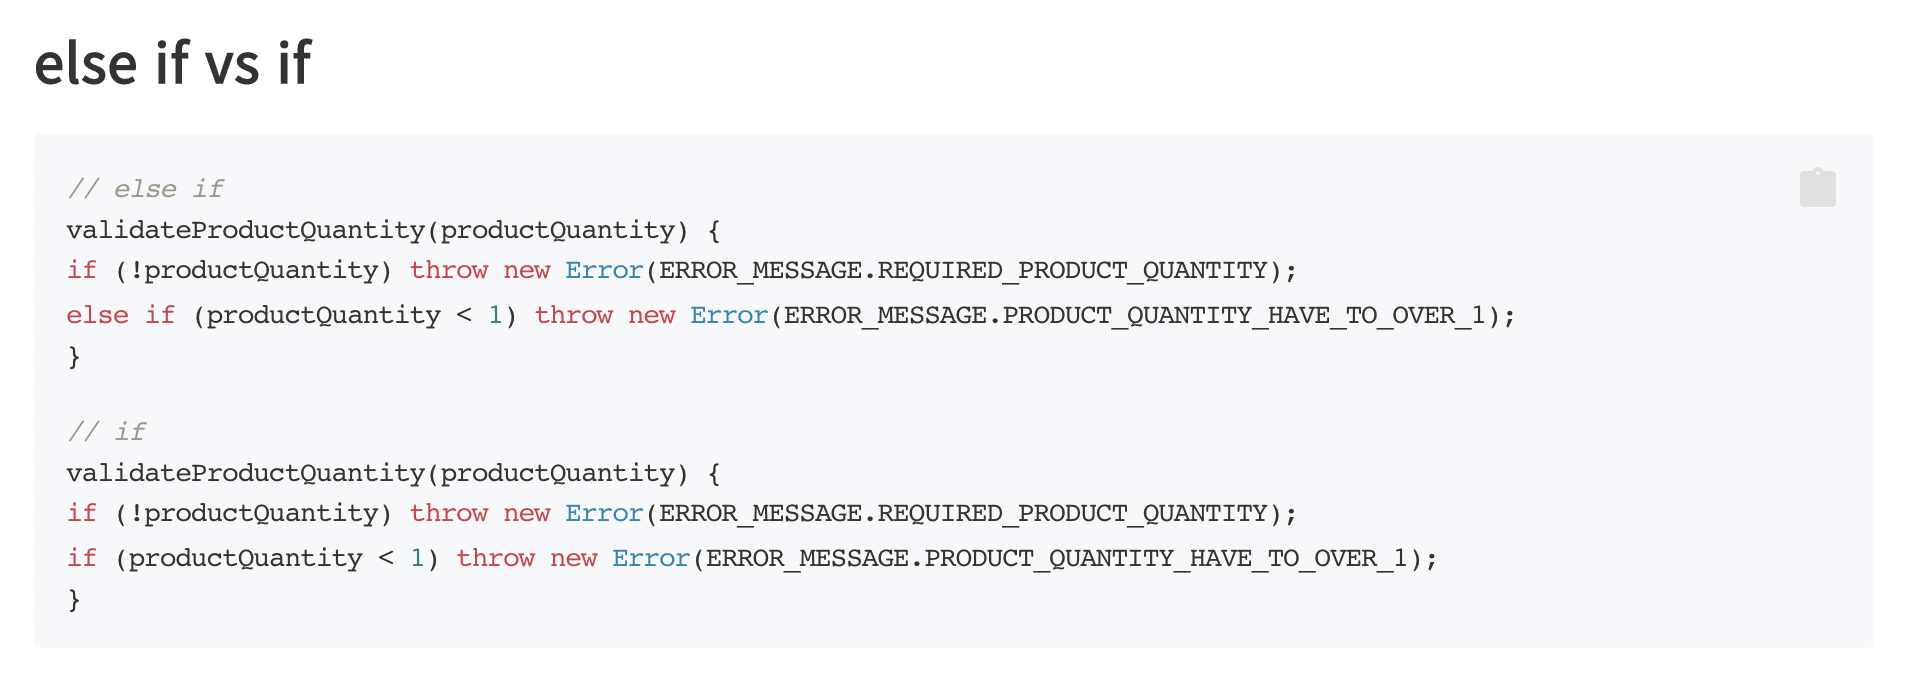 else if vs if
// else if
validateProductQuantity(productQuantity) {
if (!productQuantity) throw new Error(ERROR_MESSAGE.REQUIRED_PRODUCT_QUANTITY);
else if (productQuantity < 1) throw new Error(ERROR_MESSAGE.PRODUCT_QUANTITY_HAVE_TO_OVER_1);
}
// if
validateProductQuantity(productQuantity) {
if (!productQuantity) throw new Error(ERROR_MESSAGE.REQUIRED_PRODUCT_QUANTITY);
if (productQuantity < 1) throw new Error(ERROR_MESSAGE.PRODUCT_QUANTITY_HAVE_TO_OVER_1);
}